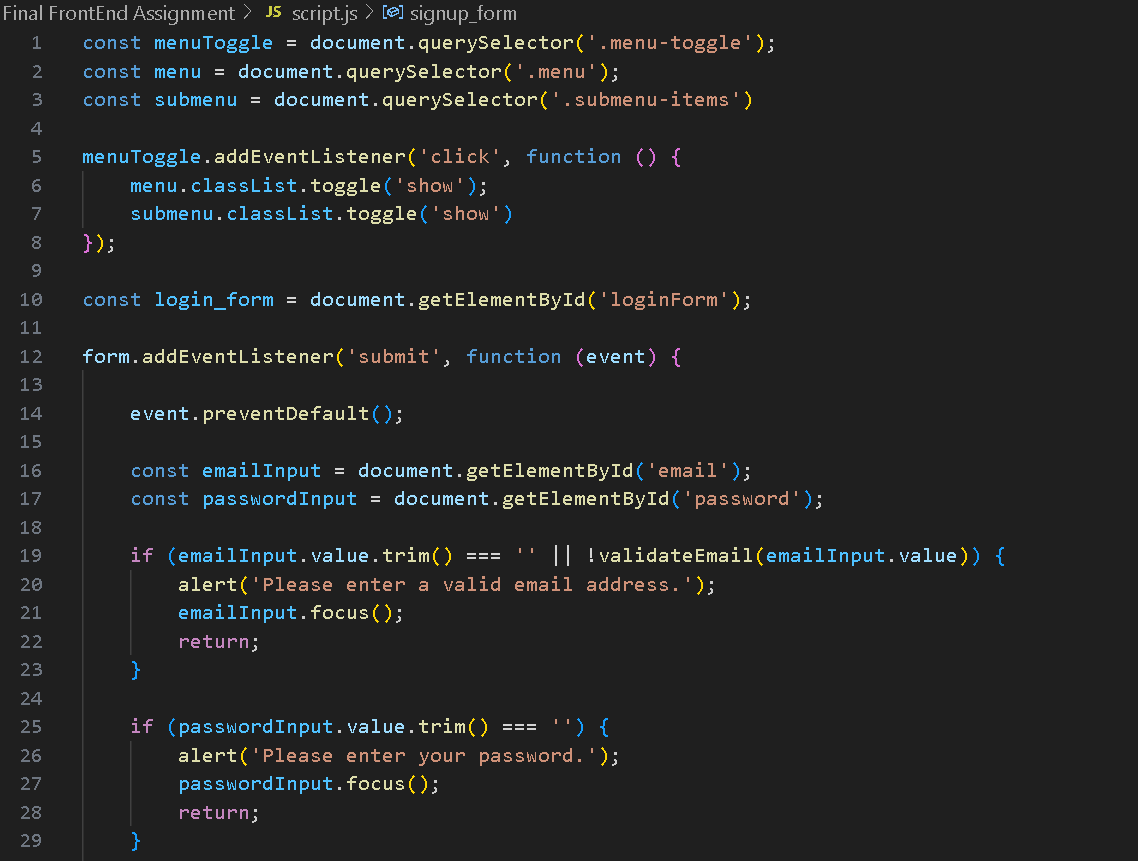 Final FrontEnd Assignment > JS script.js > signup_form
1 const menuToggle = document.querySelector('.menu-toggle');
2 const menu = document.querySelector('.menu');
3 const submenu = document.querySelector('.submenu-items')
4
5 menuToggle.addEventListener('click', function () {
6     menu.classList.toggle('show');
7     submenu.classList.toggle('show')
8 });
9
10 const login_form = document.getElementById('loginForm');
11
12 form.addEventListener('submit', function (event) {
13
14     event.preventDefault();
15
16     const emailInput = document.getElementById('email');
17     const passwordInput = document.getElementById('password');
18
19     if (emailInput.value.trim() === '' || !validateEmail(emailInput.value)) {
20         alert('Please enter a valid email address.');
21         emailInput.focus();
22         return;
23     }
24
25     if (passwordInput.value.trim() === '') {
26         alert('Please enter your password.');
27         passwordInput.focus();
28         return;
29     }